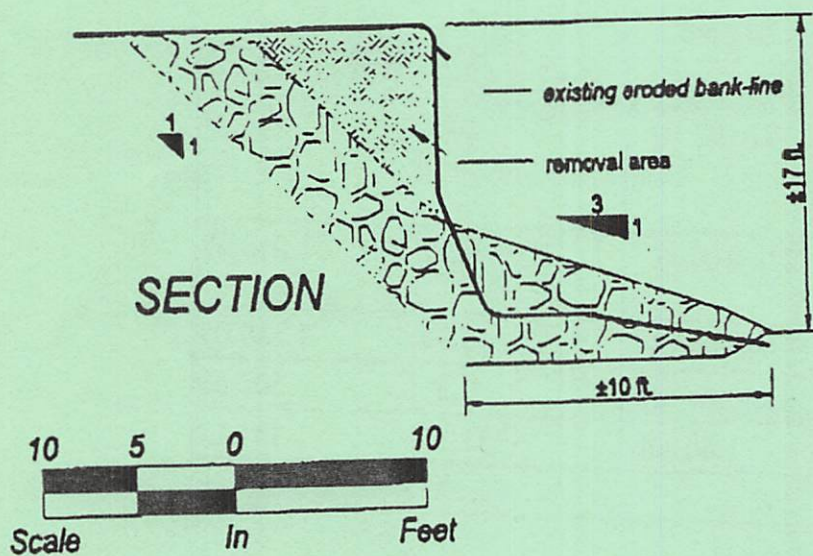 existing eroded bank-line
removal area
±17 ft.
1
1
3
1
SECTION
±10 ft.
10 5 0 10
Scale In Feet